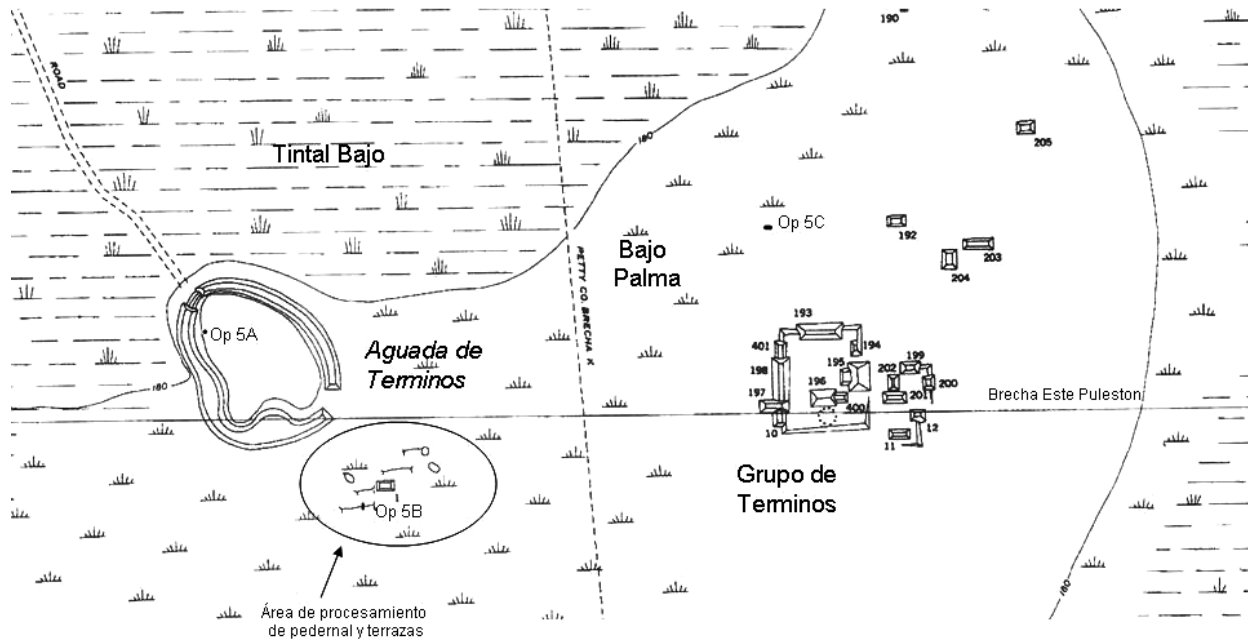 190
ROAD
180
205
Tintal Bajo
Op 5C
192
203
204
Bajo
Palma
PETTY CO. BRECHA K
193
401
194
Op 5A
Aguada de
Terminos
198
195
199
202
200
196
197
201
400
Brecha Este Puleston
180
10
12
11
Grupo de
Terminos
1
Op 5B
180
Área de procesamiento
de pedernal y terrazas